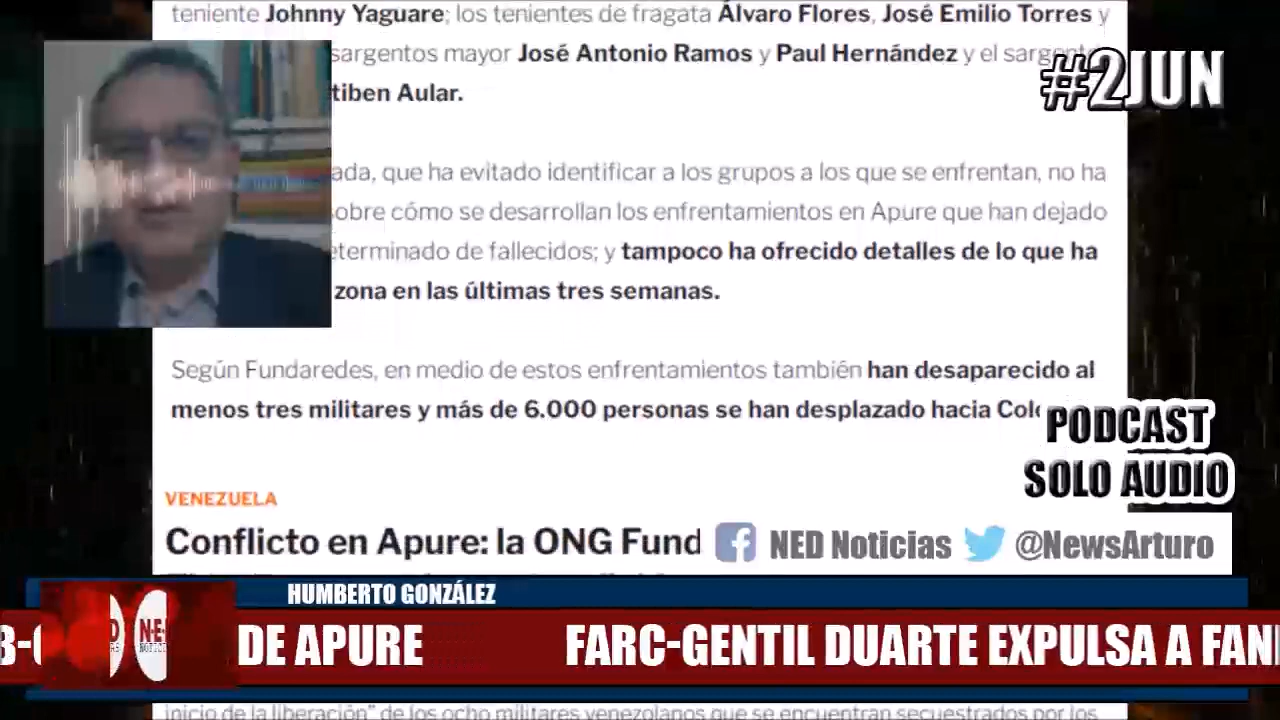 teniente Johnny Yaguare; los tenientes de fragata Álvaro Flores, José Emilio Torres y
sargentos mayor José Antonio Ramos y Paul Hernández y el sargento
tiben Aular.
#2JUN
ada, que ha evitado identificar a los grupos a los que se enfrentan, no ha
obre cómo se desarrollan los enfrentamientos en Apure que han dejado
eterminado de fallecidos; y tampoco ha ofrecido detalles de lo que ha
zona en las últimas tres semanas.
Según Fundaredes, en medio de estos enfrentamientos también han desaparecido al
menos tres militares y más de 6.000 personas se han desplazado hacia Colo
PODCAST
SOLO AUDIO
VENEZUELA
Conflicto en Apure: la ONG Fund
NED Noticias @NewsArturo
HUMBERTO GONZÁLEZ
DE APURE FARC-GENTIL DUARTE EXPULSA A FAN
inicio de la liberación" de los ocho militares venezolanos que se encuentran secuestrados por los